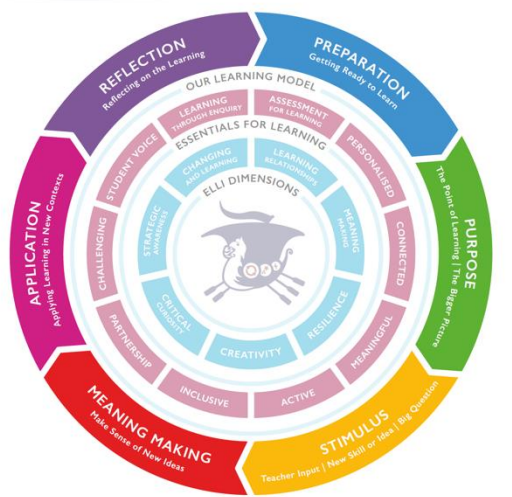 REFLECTION
Reflecting on the Learning
PREPARATION
Getting Ready to Learn
PURPOSE
The Point of Learning | The Bigger Picture
STIMULUS
Teacher Input | New Skill or Idea | Big Question
MEANING MAKING
Make Sense of New Ideas
APPLICATION
Applying Learning in New Contexts
OUR LEARNING MODEL
LEARNING
THROUGH ENQUIRY
ASSESSMENT
FOR LEARNING
PERSONALISED
CONNECTED
MEANINGFUL
ACTIVE
INCLUSIVE
PARTNERSHIP
CHALLENGING
STUDENT VOICE
ESSENTIALS FOR LEARNING
CHANGING
AND LEARNING
LEARNING
RELATIONSHIPS
MEANING
MAKING
RESILIENCE
CREATIVITY
CRITICAL
CURIOSITY
STRATEGIC
AWARENESS
ELLI DIMENSIONS